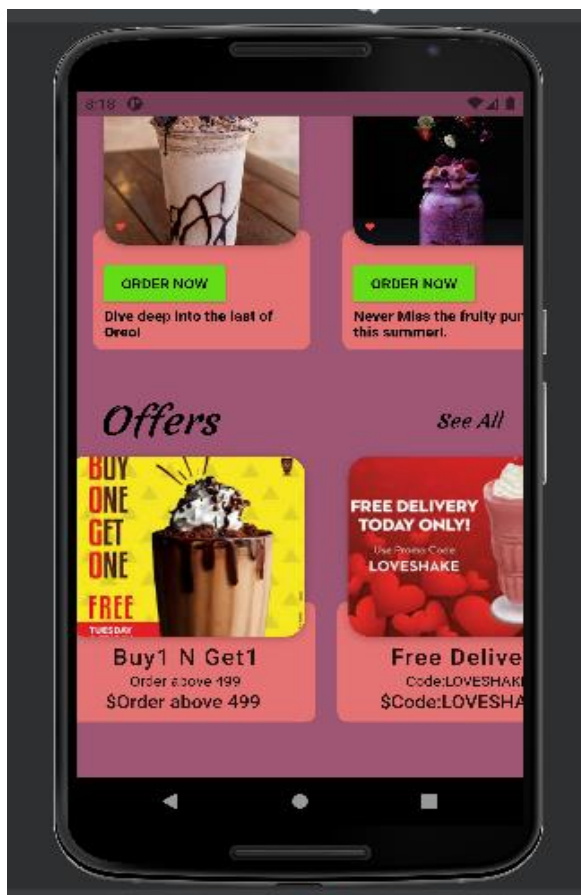 8:18
ORDER NOW
Dive deep into the last of
Oreo!
ORDER NOW
Never Miss the fruity pur
this summer!.
Offers
See All
BUY
ONE
GET
ONE
FREE
TUESDAY
FREE DELIVERY
TODAY ONLY!
Use Promo Code
LOVESHAKE
Buy1 N Get1
Order above 499
$Order above 499
Free Delive
Code:LOVESHAK
$Code:LOVESHA